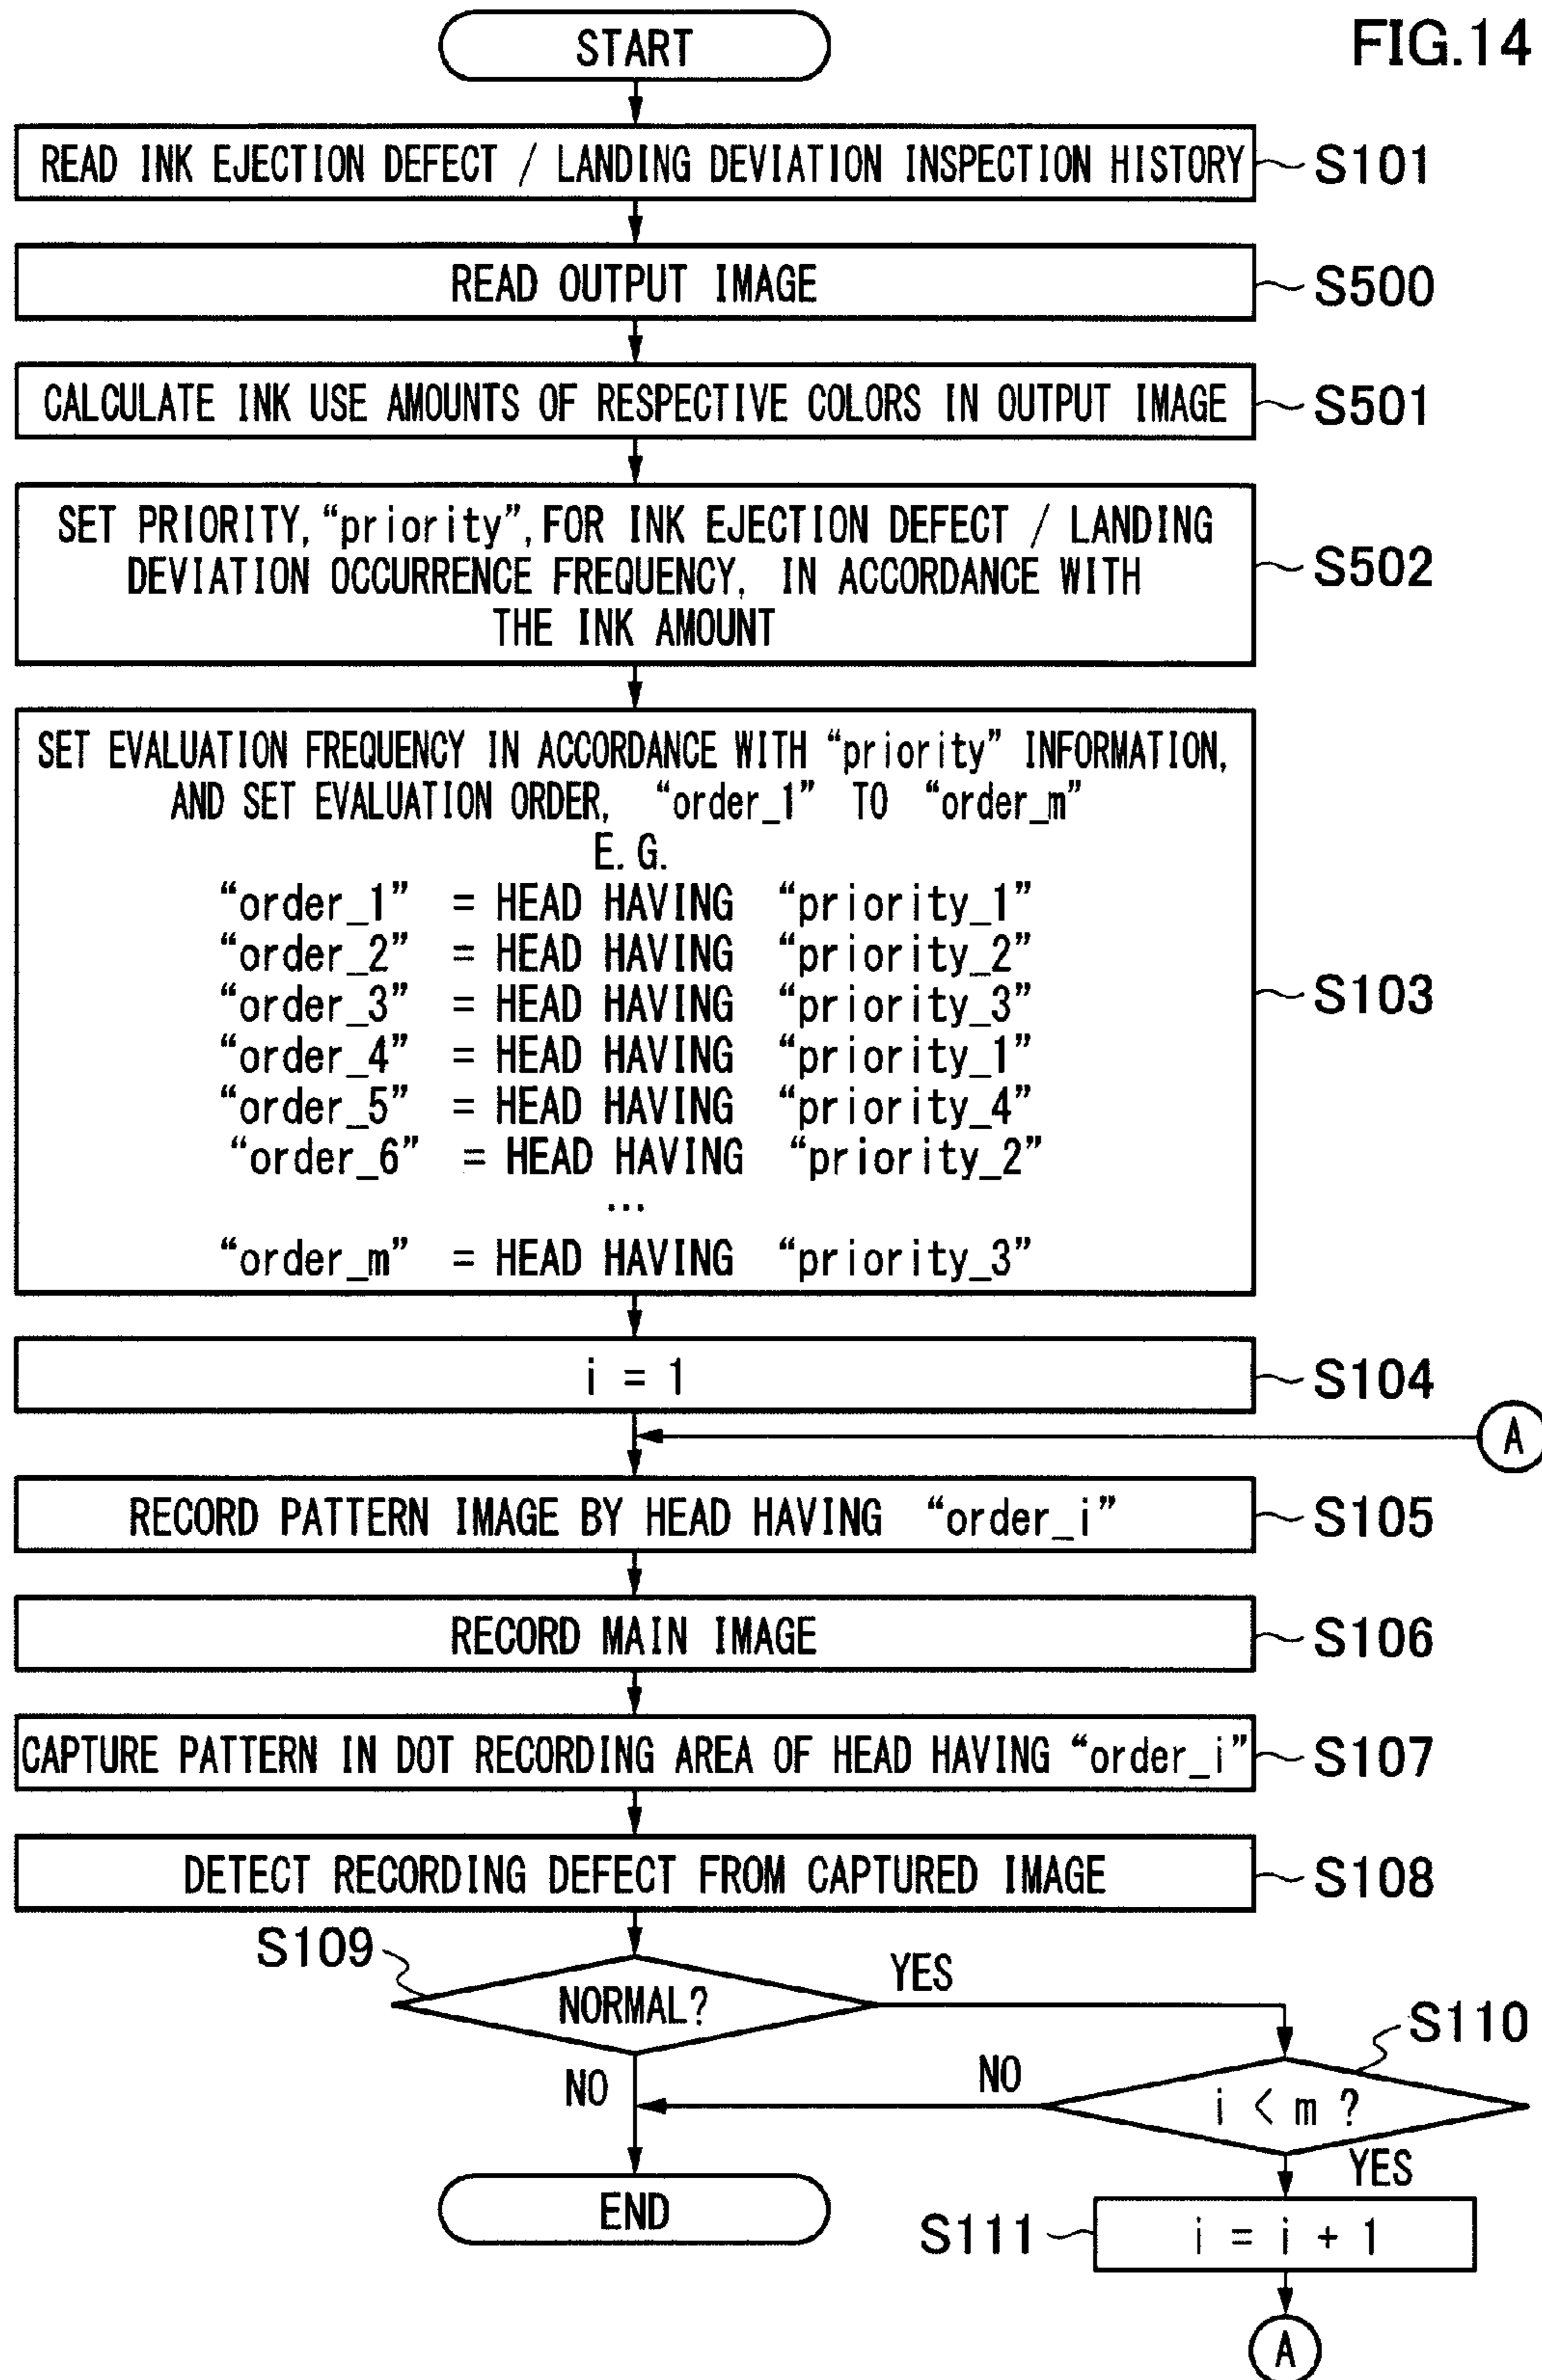 FIG.14
START
READ INK EJECTION DEFECT / LANDING DEVIATION INSPECTION HISTORY
S101
READ OUTPUT IMAGE
S500
CALCULATE INK USE AMOUNTS OF RESPECTIVE COLORS IN OUTPUT IMAGE
S501
SET PRIORITY, “priority”, FOR INK EJECTION DEFECT / LANDING
DEVIATION OCCURRENCE FREQUENCY, IN ACCORDANCE WITH
THE INK AMOUNT
S502
SET EVALUATION FREQUENCY IN ACCORDANCE WITH “priority” INFORMATION,
AND SET EVALUATION ORDER, “order_1” TO “order_m”
E.G.
“order_1” = HEAD HAVING “priority_1”
“order_2” = HEAD HAVING “priority_2”
“order_3” = HEAD HAVING “priority_3”
“order_4” = HEAD HAVING “priority_1”
“order_5” = HEAD HAVING “priority_4”
“order_6” = HEAD HAVING “priority_2”
...
“order_m” = HEAD HAVING “priority_3”
S103
i = 1
S104
A
RECORD PATTERN IMAGE BY HEAD HAVING “order_i”
S105
RECORD MAIN IMAGE
S106
CAPTURE PATTERN IN DOT RECORDING AREA OF HEAD HAVING “order_i”
S107
DETECT RECORDING DEFECT FROM CAPTURED IMAGE
S108
S109
NORMAL?
YES
NO
S110
i < m ?
NO
YES
END
S111
i = i + 1
A